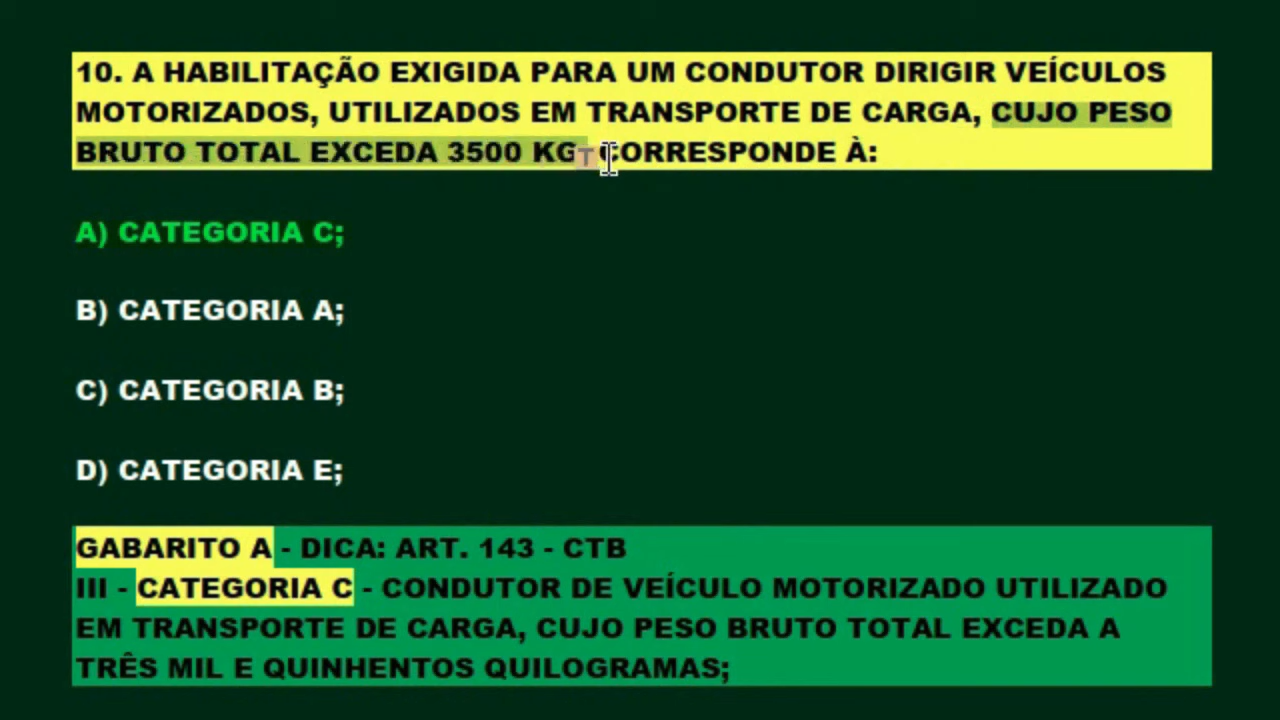 10. A HABILITAÇÃO EXIGIDA PARA UM CONDUTOR DIRIGIR VEÍCULOS
MOTORIZADOS, UTILIZADOS EM TRANSPORTE DE CARGA, CUJO PESO
BRUTO TOTAL EXCEDA 3500 KG, CORRESPONDE À:
A) CATEGORIA C;
B) CATEGORIA A;
C) CATEGORIA B;
D) CATEGORIA E;
GABARITO A - DICA: ART. 143 - CTB
III - CATEGORIA C - CONDUTOR DE VEÍCULO MOTORIZADO UTILIZADO
EM TRANSPORTE DE CARGA, CUJO PESO BRUTO TOTAL EXCEDA A
TRÊS MIL E QUINHENTOS QUILOGRAMAS;